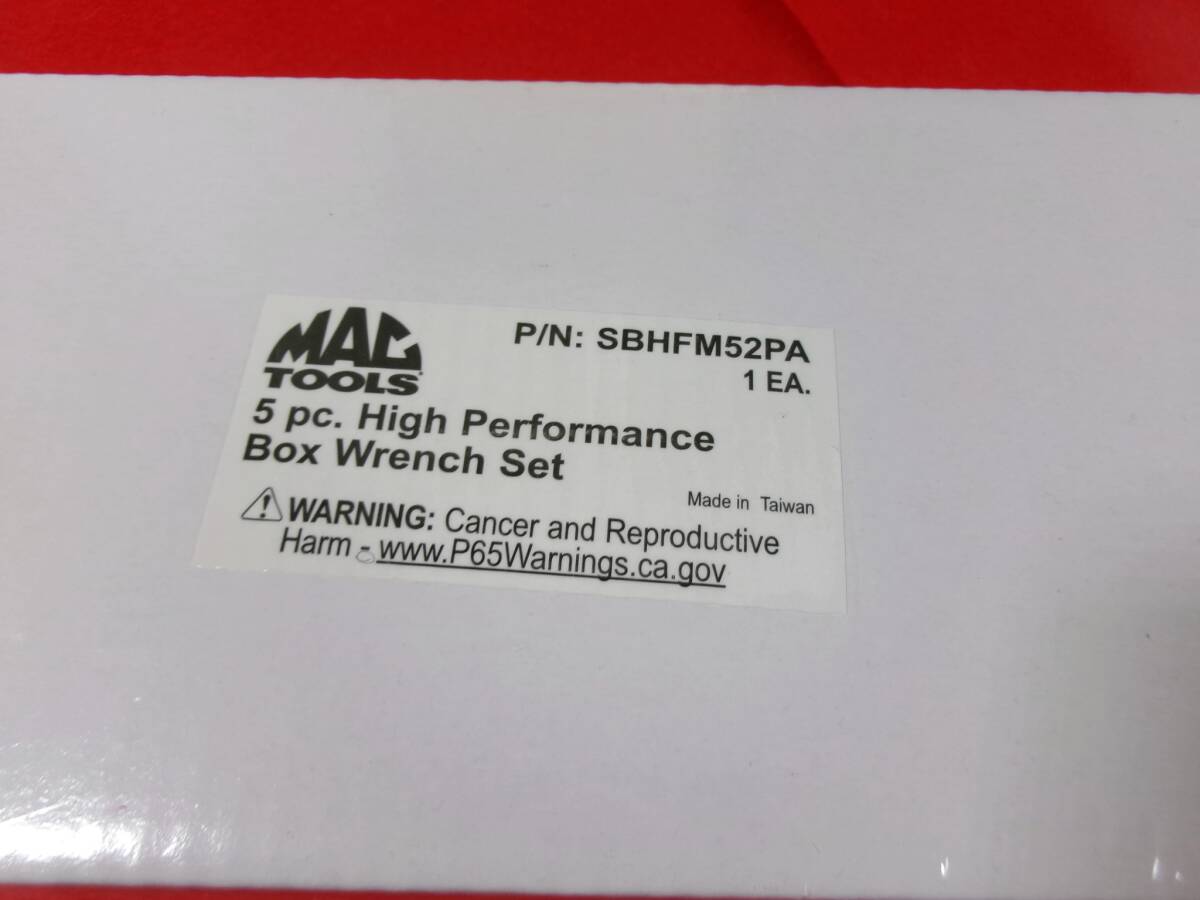 MAC
TOOLS
P/N: SBHFM52PA
1 EA.
5 pc. High Performance
Box Wrench Set
Made in Taiwan
WARNING: Cancer and Reproductive
Harm - www.P65Warnings.ca.gov